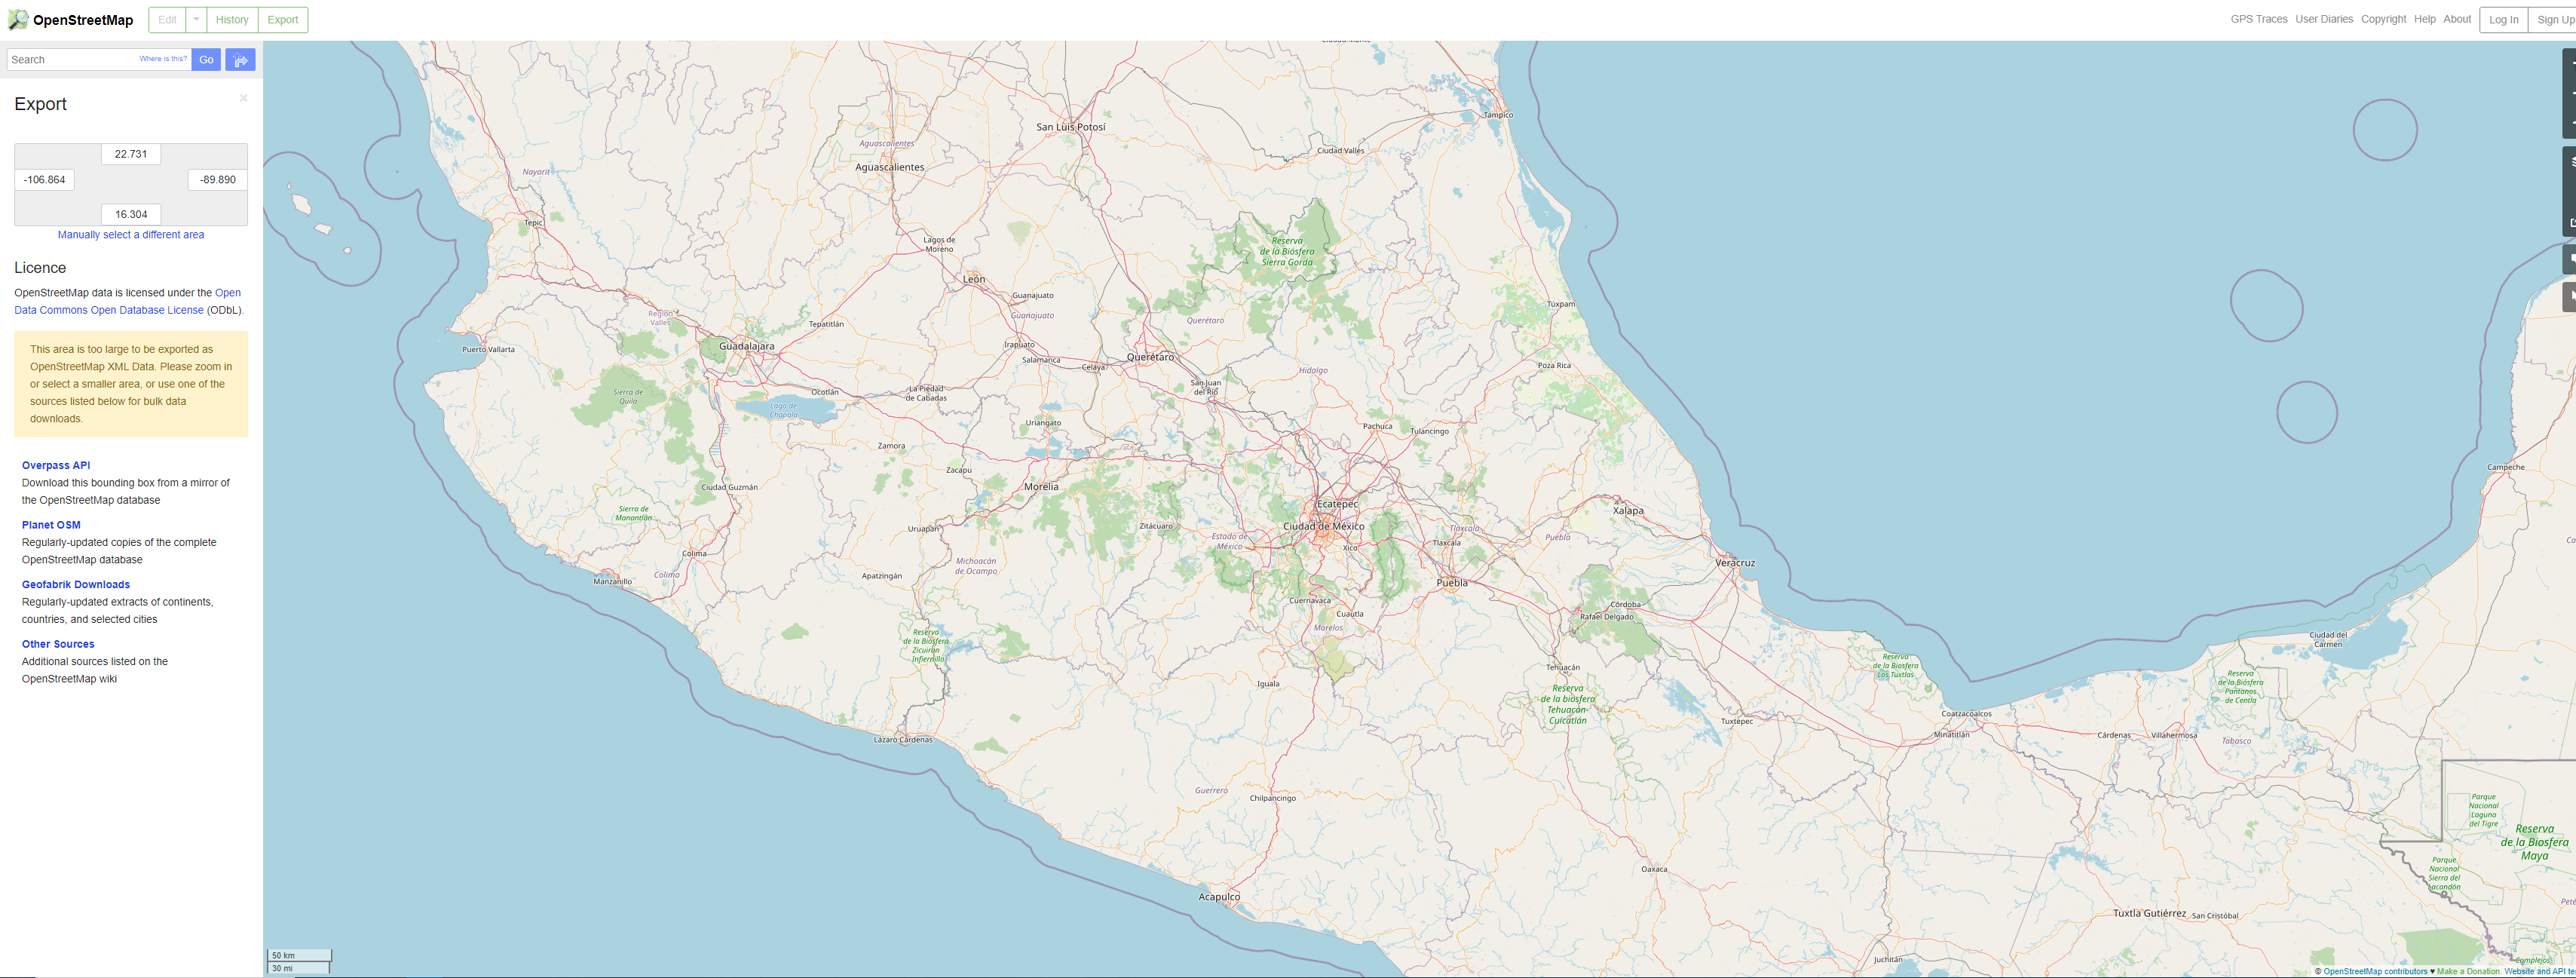 OpenStreetMap
Edit
History
Export
GPS Traces
User Diaries
Copyright
Help
About
Log In
Sign Up
Search
Where is this?
Go
Export
22.731
-106.864
-89.890
16.304
Manually select a different area
Licence
OpenStreetMap data is licensed under the Open
Data Commons Open Database License (ODbL).
This area is too large to be exported as
OpenStreetMap XML Data. Please zoom in
or select a smaller area, or use one of the
sources listed below for bulk data
downloads.
Overpass API
Download this bounding box from a mirror of
the OpenStreetMap database
Planet OSM
Regularly-updated copies of the complete
OpenStreetMap database
Geofabrik Downloads
Regularly-updated extracts of continents,
countries, and selected cities
Other Sources
Additional sources listed on the
OpenStreetMap wiki
San Luis Potosí
Tampico
Ciudad Valles
Aguascalientes
Aguascalientes
Nayarit
Tepic
Lagos de
Moreno
Reserva
de la Biósfera
Sierra Gorda
León
Guanajuato
Guanajuato
Región
Valles
Tepatitlán
Querétaro
Túxpam
Puerto Vallarta
Guadalajara
Irapuato
Salamanca
Celaya
Querétaro
Poza Rica
Hidalgo
San Juan
del Río
Sierra de
Quila
Ocotlán
La Piedad
de Cabadas
Lago de
Chapala
Uriangato
Pachuca
Tulancingo
Zamora
Zacapu
Campeche
Ciudad Guzmán
Morelia
Ecatepec
Ciudad de México
Xalapa
Sierra de
Manantlán
Uruapan
Zitácuaro
Estado de
México
Xico
Tlaxcala
Tlaxcala
Puebla
Colima
Colima
Michoacán
de Ocampo
Apatzingán
Manzanillo
Puebla
Veracruz
Cuernavaca
Cuautla
Morelos
Córdoba
Rafael Delgado
Reserva
de la Biosfera
Zicuirán
Infiernillo
Ciudad del
Carmen
Reserva
de la Biosfera
Los Tuxtlas
Tehuacán
Iguala
Reserva
de la biosfera
Tehuacán-
Cuicatlán
Reserva
de la Biósfera
Pantanos
de Centla
Tuxtepec
Coatzacoalcos
Minatitlán
Cárdenas
Villahermosa
Tabasco
Lázaro Cárdenas
Guerrero
Chilpancingo
Parque
Nacional
Laguna
del Tigre
Reserva
de la Biosfera
Maya
Oaxaca
Parque
Nacional
Sierra del
Lacandón
Acapulco
Tuxtla Gutiérrez
San Cristóbal
Juchitán
50 km
30 mi
© OpenStreetMap contributors ♥ Make a Donation. Website and API